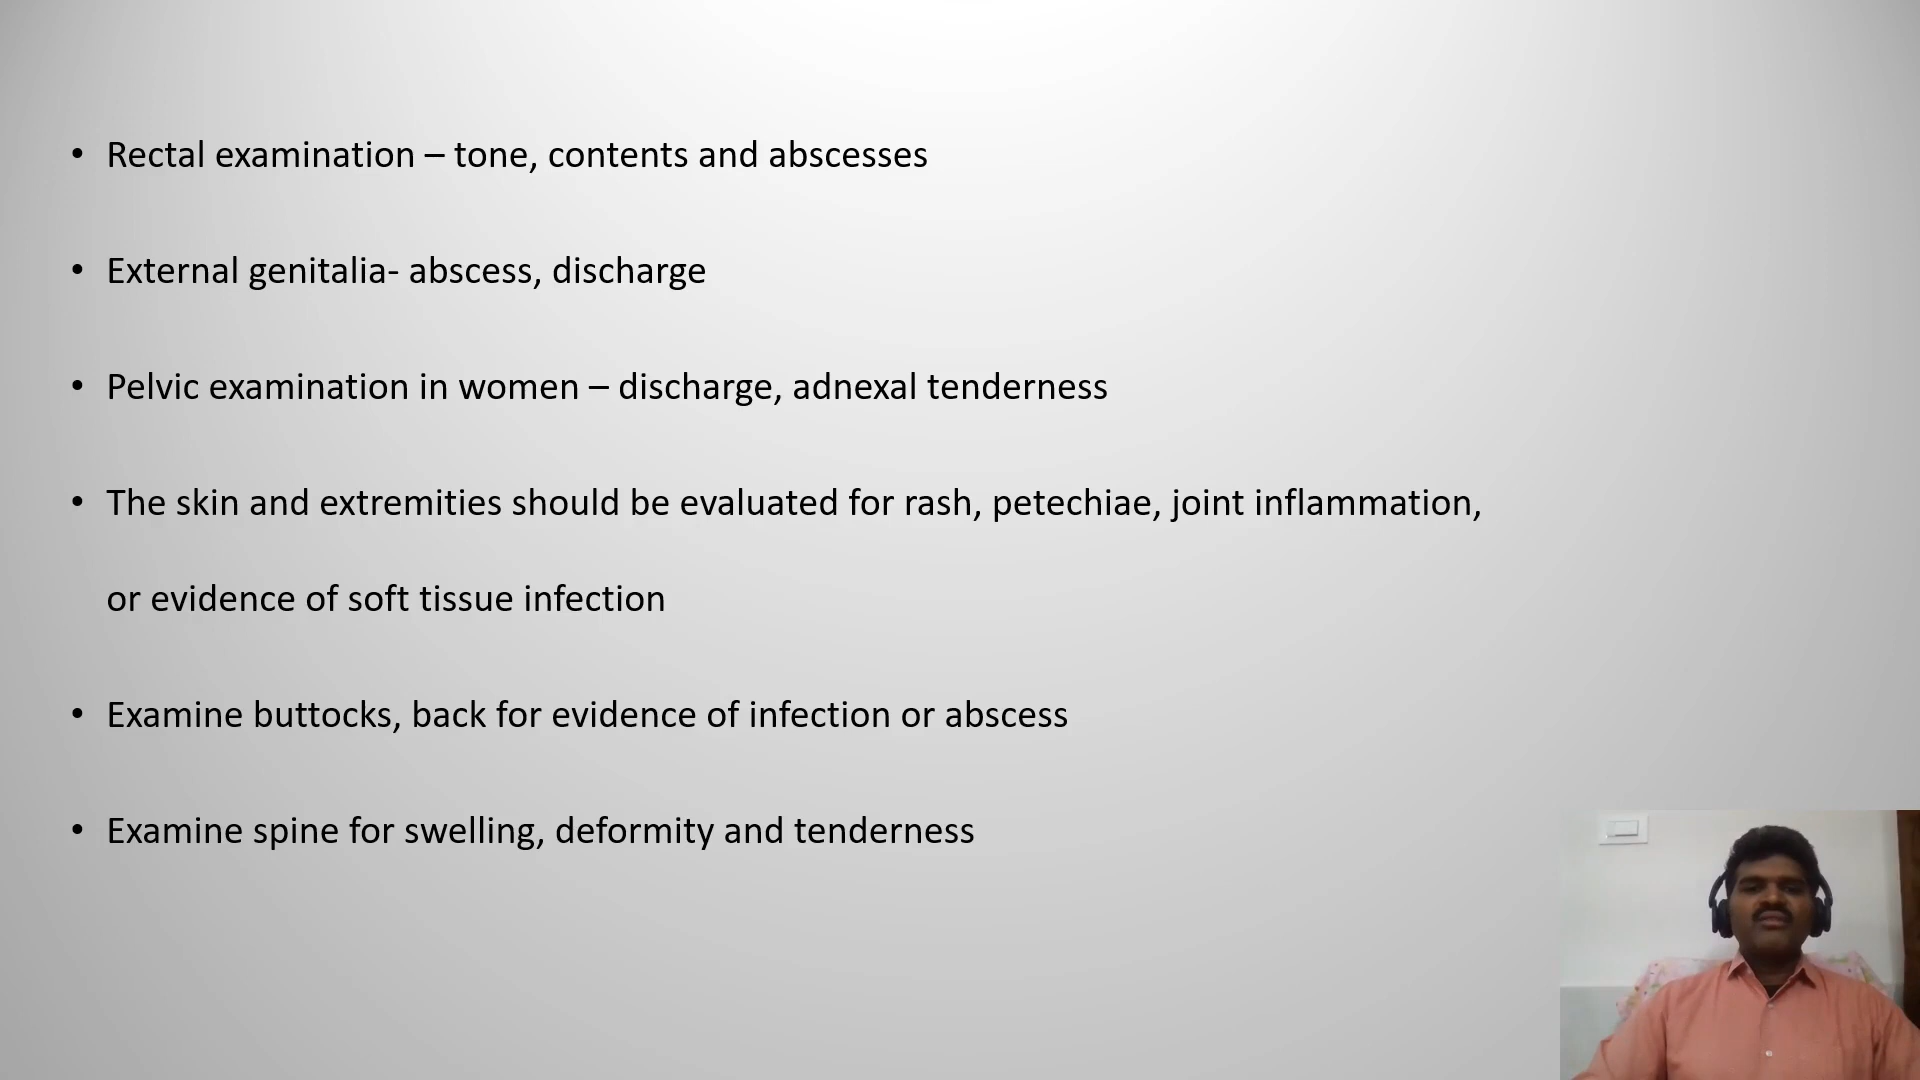 • Rectal examination – tone, contents and abscesses
• External genitalia- abscess, discharge
• Pelvic examination in women – discharge, adnexal tenderness
• The skin and extremities should be evaluated for rash, petechiae, joint inflammation,
or evidence of soft tissue infection
• Examine buttocks, back for evidence of infection or abscess
• Examine spine for swelling, deformity and tenderness